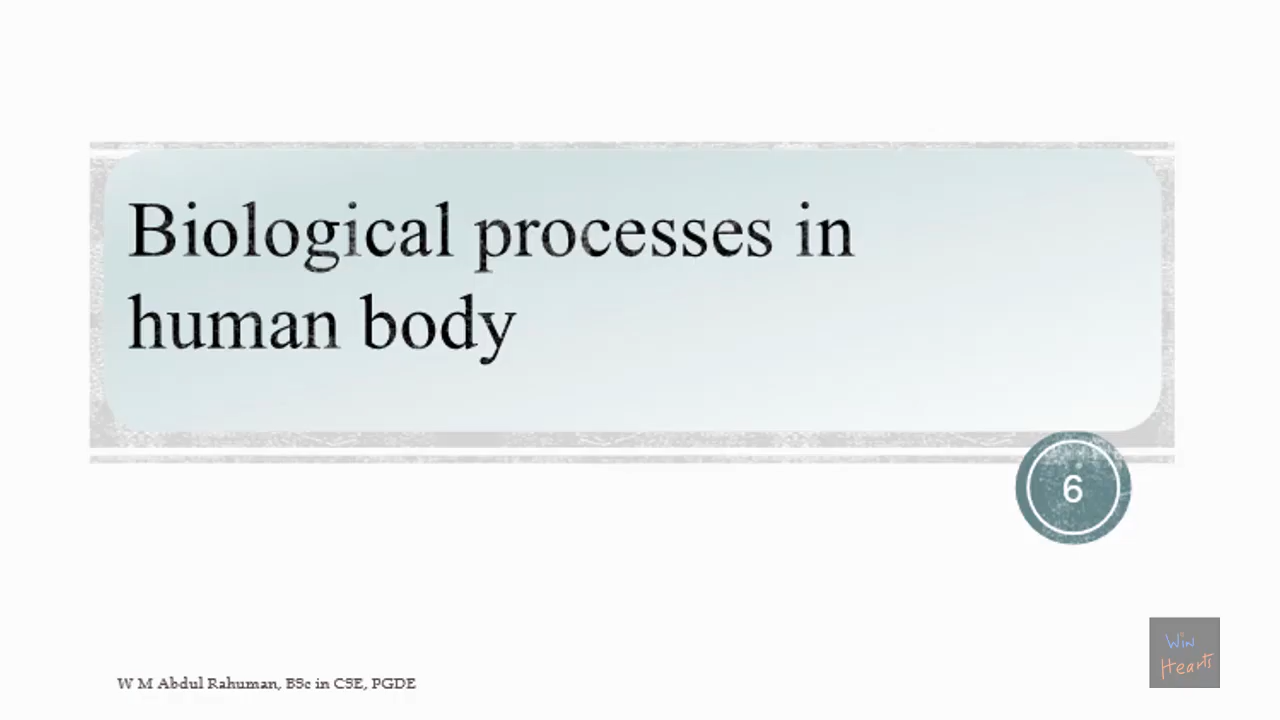 Biological processes in
human body
6
W M Abdul Rahuman, BSc in CSE, PGDE
Win
Hearts